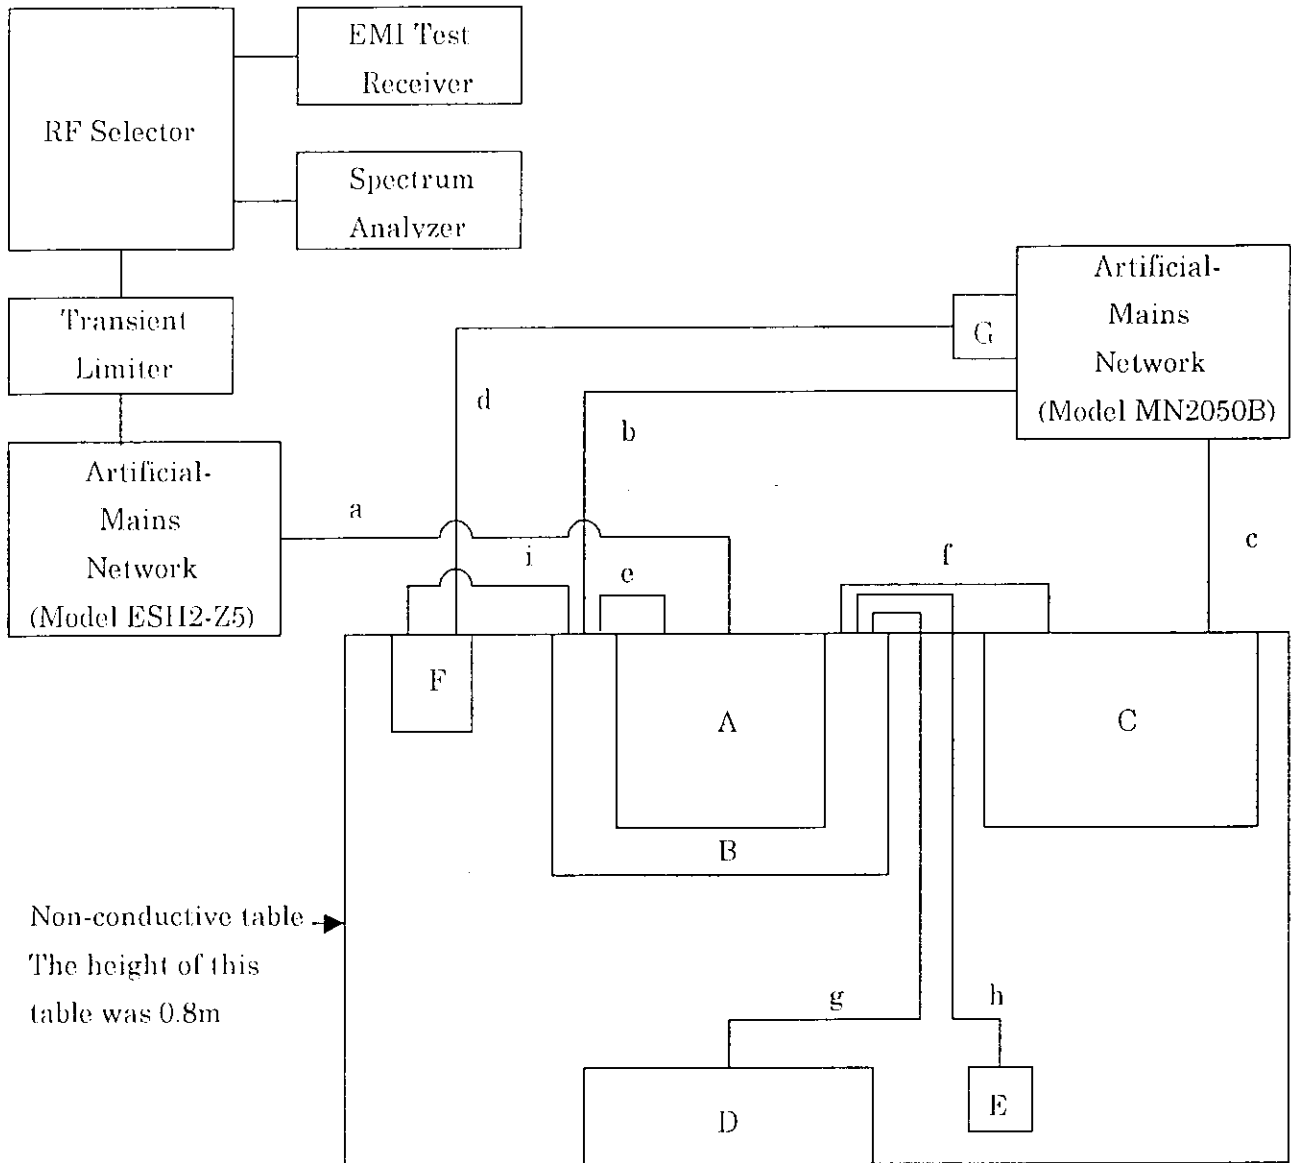 EMI Test
Receiver
RF Selector
Spectrum
Analyzer
Transient
Limiter
Artificial-
Mains
Network
(Model MN2050B)
G
d
b
Artificial-
Mains
Network
(Model ESH2-Z5)
a
i
e
f
c
F
A
C
B
Non-conductive table
The height of this
table was 0.8m
g
h
D
E